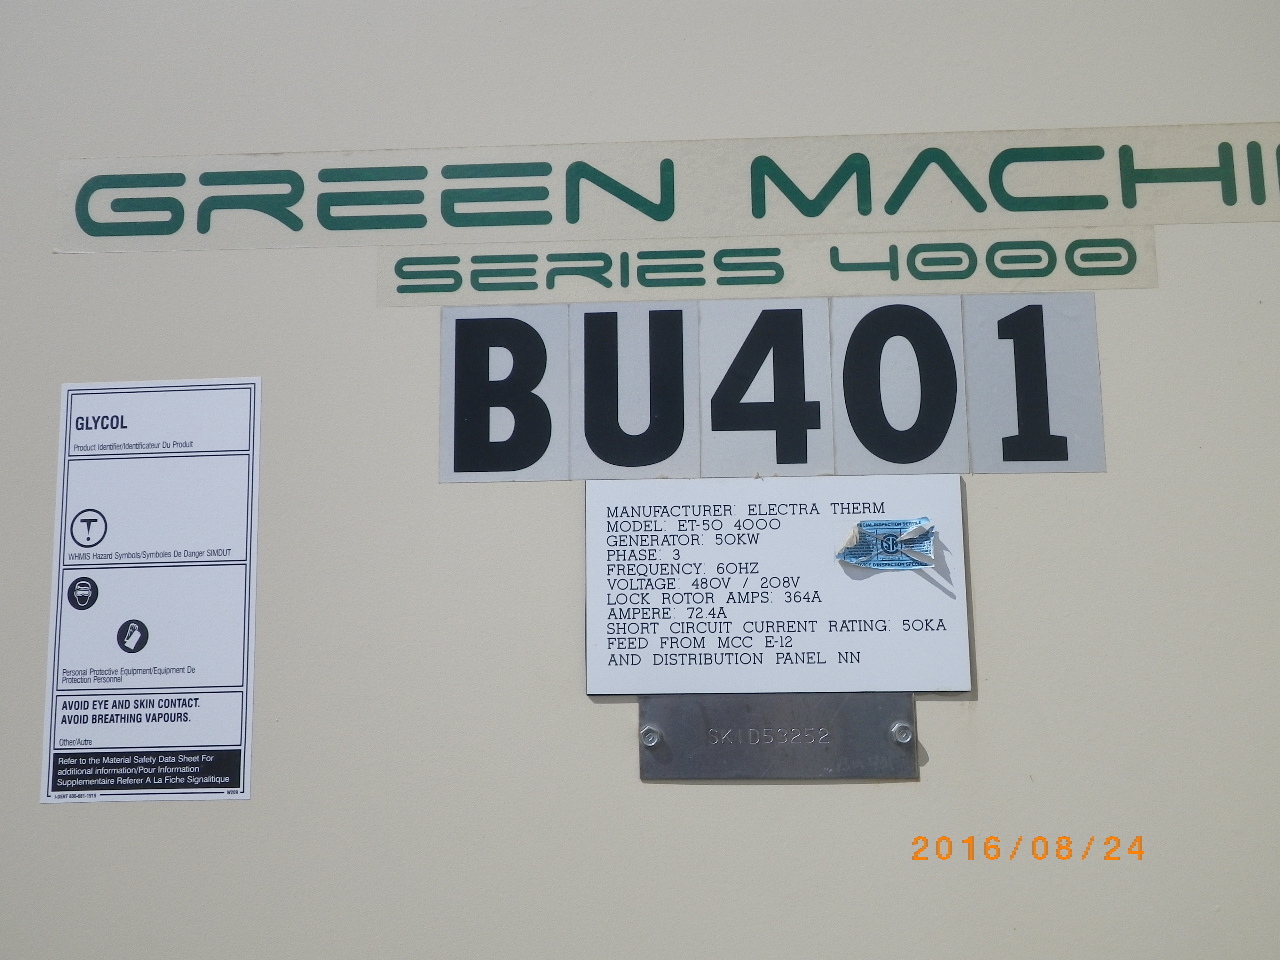 GREEN MACHI
SERIES 4000
BU401
GLYCOL
Product Identifier/Identificateur Du Produit
WHMIS Hazard Symbols/Symboles De Danger SIMDUT
Personal Protective Equipment/Equipment De
Protection Personnel
AVOID EYE AND SKIN CONTACT.
AVOID BREATHING VAPOURS.
Other/Autre
Refer to the Material Safety Data Sheet For
additional information/Pour Information
Supplementaire Referer A La Fiche Signalitique
MANUFACTURER: ELECTRA THERM
MODEL: ET-50 4000
GENERATOR: 50KW
PHASE: 3
FREQUENCY: 60HZ
VOLTAGE: 480V / 208V
LOCK ROTOR AMPS: 364A
AMPERE: 72.4A
SHORT CIRCUIT CURRENT RATING: 50KA
FEED FROM MCC E-12
AND DISTRIBUTION PANEL NN
INSPECTION SERVICE
SKID53252
2016/08/24